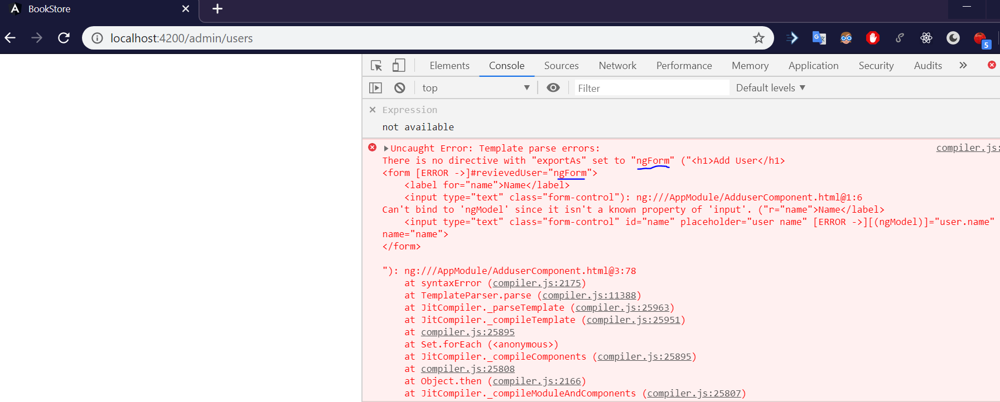 BookStore
localhost:4200/admin/users
5
Elements Console Sources Network Performance Memory Application Security Audits
top Filter Default levels
Expression
not available
Uncaught Error: Template parse errors: compiler.js:
There is no directive with "exportAs" set to "ngForm" ("<h1>Add User</h1>
<form [ERROR ->]#revievedUser="ngForm">
<label for="name">Name</label>
<input type="text" class="form-control"): ng:///AppModule/AdduserComponent.html@1:6
Can't bind to 'ngModel' since it isn't a known property of 'input'. ("r="name">Name</label>
<input type="text" class="form-control" id="name" placeholder="user name" [ERROR ->][(ngModel)]="user.name"
name="name">
</form>
"): ng:///AppModule/AdduserComponent.html@3:78
at syntaxError (compiler.js:2175)
at TemplateParser.parse (compiler.js:11388)
at JitCompiler._parseTemplate (compiler.js:25963)
at JitCompiler._compileTemplate (compiler.js:25951)
at compiler.js:25895
at Set.forEach (<anonymous>)
at JitCompiler._compileComponents (compiler.js:25895)
at compiler.js:25808
at Object.then (compiler.js:2166)
at JitCompiler._compileModuleAndComponents (compiler.js:25807)